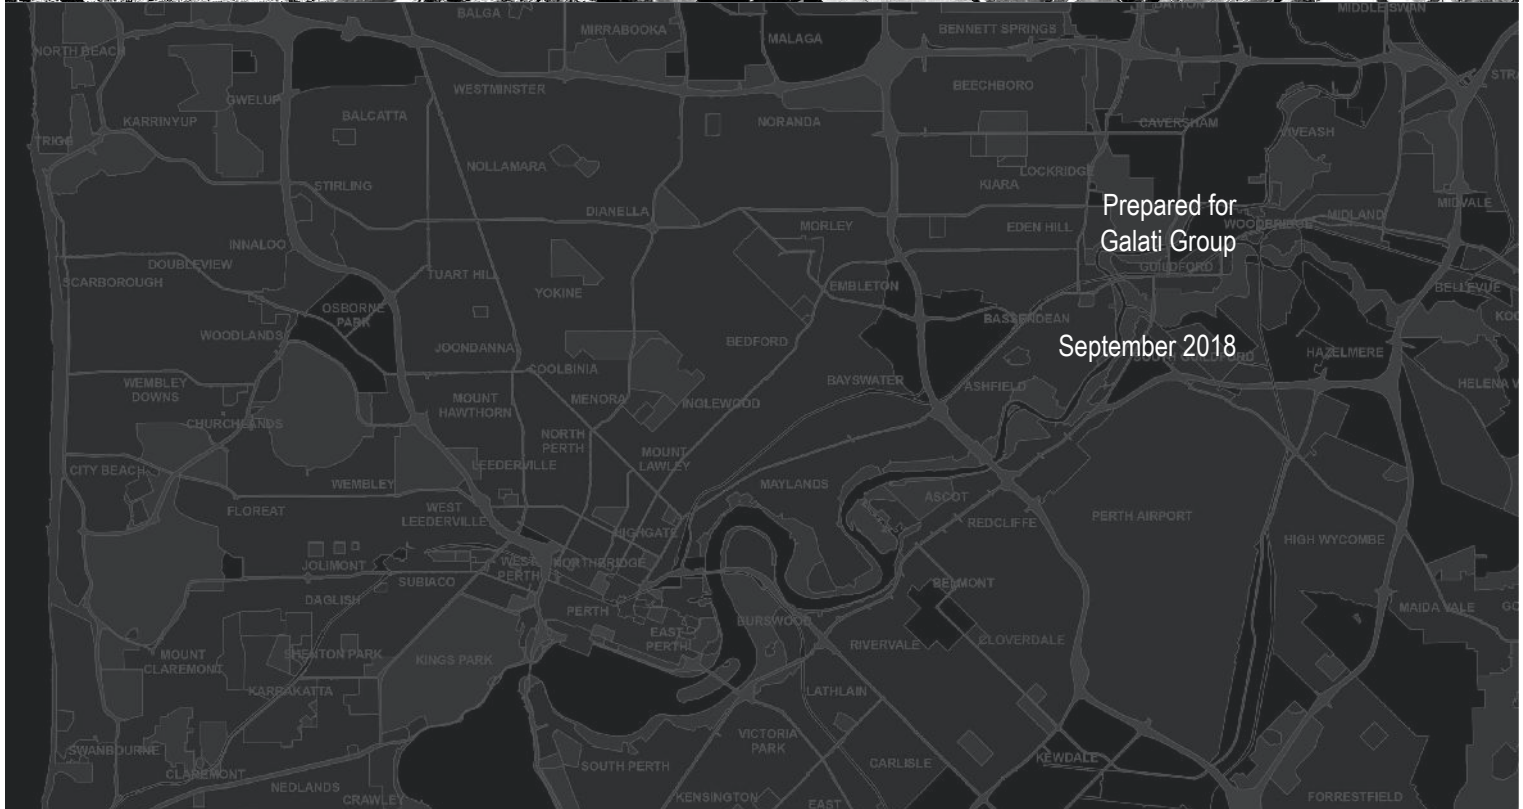 BALGA
MIRRABOOKA
MALAGA
BENNETT SPRINGS
MIDDLE SWAN
NORTH BEACH
WESTMINSTER
BEECHBORO
GWELUP
KARRINYUP
BALCATTA
NORANDA
CAVERSHAM
VIVEASH
TRIGG
NOLLAMARA
LOCKRIDGE
STIRLING
KIARA
Prepared for
Galati Group
DIANELLA
MORLEY
EDEN HILL
WOODBRIDGE
MIDLAND
MIDVALE
INNALOO
DOUBLEVIEW
SCARBOROUGH
TUART HILL
YOKINE
EMBLETON
GUILDFORD
BELLEVUE
OSBORNE
PARK
WOODLANDS
BASSENDEAN
JOONDANNA
BEDFORD
September 2018
SOUTH GUILDFORD
HAZELMERE
COOLBINIA
WEMBLEY
DOWNS
BAYSWATER
ASHFIELD
HELENA V
MOUNT
HAWTHORN
MENORA
INGLEWOOD
CHURCHLANDS
NORTH
PERTH
MOUNT
LAWLEY
CITY BEACH
LEEDERVILLE
WEMBLEY
MAYLANDS
ASCOT
FLOREAT
WEST
LEEDERVILLE
REDCLIFFE
PERTH AIRPORT
HIGHGATE
HIGH WYCOMBE
JOLIMONT
WEST
PERTH
NORTHBRIDGE
SUBIACO
BELMONT
DAGLISH
PERTH
MAIDA VALE
BURSWOOD
EAST
PERTH
RIVERVALE
CLOVERDALE
MOUNT
CLAREMONT
SHENTON PARK
KINGS PARK
KARRAKATTA
LATHLAIN
VICTORIA
PARK
SWANBOURNE
CLAREMONT
SOUTH PERTH
CARLISLE
KEWDALE
NEDLANDS
CRAWLEY
KENSINGTON
EAST
FORRESTFIELD